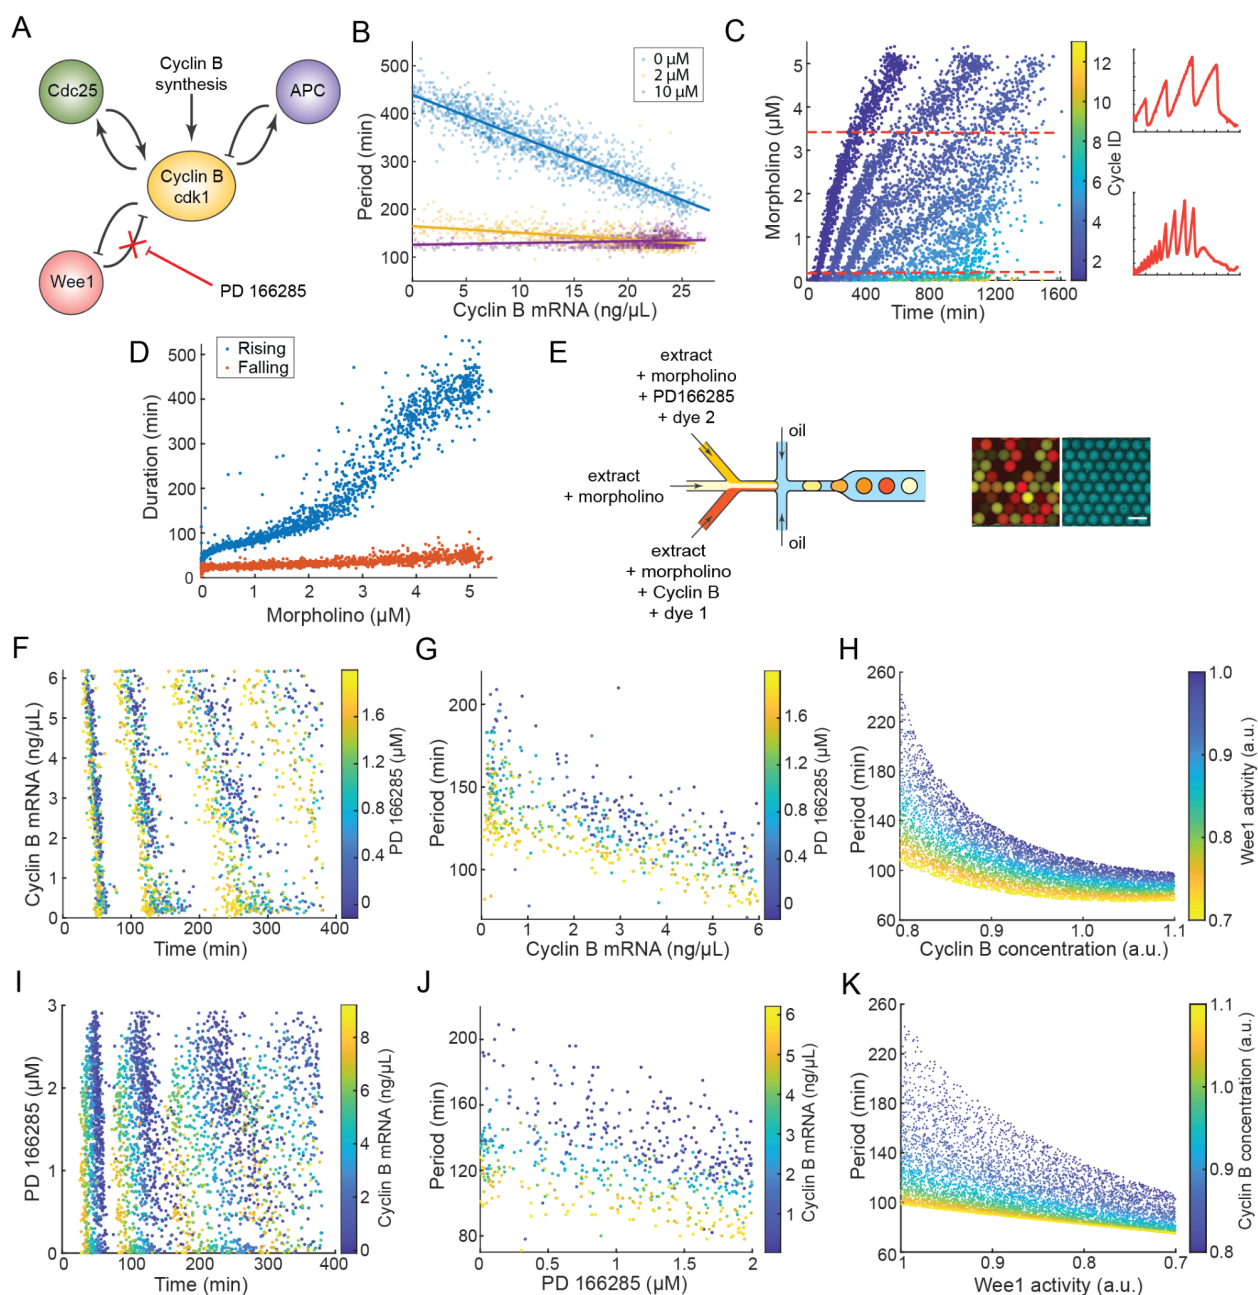 A
Cdc25
Cyclin B
synthesis
APC
Cyclin B
cdk1
Wee1
PD 166285
B
Period (min)
500
400
300
200
100
0 µM
2 µM
10 µM
0 5 10 15 20 25
Cyclin B mRNA (ng/µL)
C
Morpholino (µM)
5
4
3
2
1
0
0 400 800 1200 1600
Time (min)
12
10
8
6
4
2
Cycle ID
D
Duration (min)
500
400
300
200
100
0
Rising
Falling
0 1 2 3 4 5
Morpholino (µM)
E
extract
+ morpholino
+ PD166285
+ dye 2
extract
+ morpholino
oil
oil
extract
+ morpholino
+ Cyclin B
+ dye 1
F
Cyclin B mRNA (ng/µL)
6
5
4
3
2
1
0
0 100 200 300 400
Time (min)
1.6
1.2
0.8
0.4
0
PD 166285 (µM)
G
Period (min)
200
150
100
0 1 2 3 4 5 6
Cyclin B mRNA (ng/µL)
1.6
1.2
0.8
0.4
0
PD 166285 (µM)
H
Period (min)
260
220
180
140
100
60
0.8 0.9 1.0 1.1
Cyclin B concentration (a.u.)
1.0
0.9
0.8
0.7
Wee1 activity (a.u.)
I
PD 166285 (µM)
3
2
1
0
0 100 200 300 400
Time (min)
8
6
4
2
0
Cyclin B mRNA (ng/µL)
J
Period (min)
200
160
120
80
0 0.5 1 1.5 2
PD 166285 (µM)
6
5
4
3
2
1
Cyclin B mRNA (ng/µL)
K
Period (min)
260
220
180
140
100
60
1 0.9 0.8 0.7
Wee1 activity (a.u.)
1.1
1.0
0.9
0.8
Cyclin B concentration (a.u.)